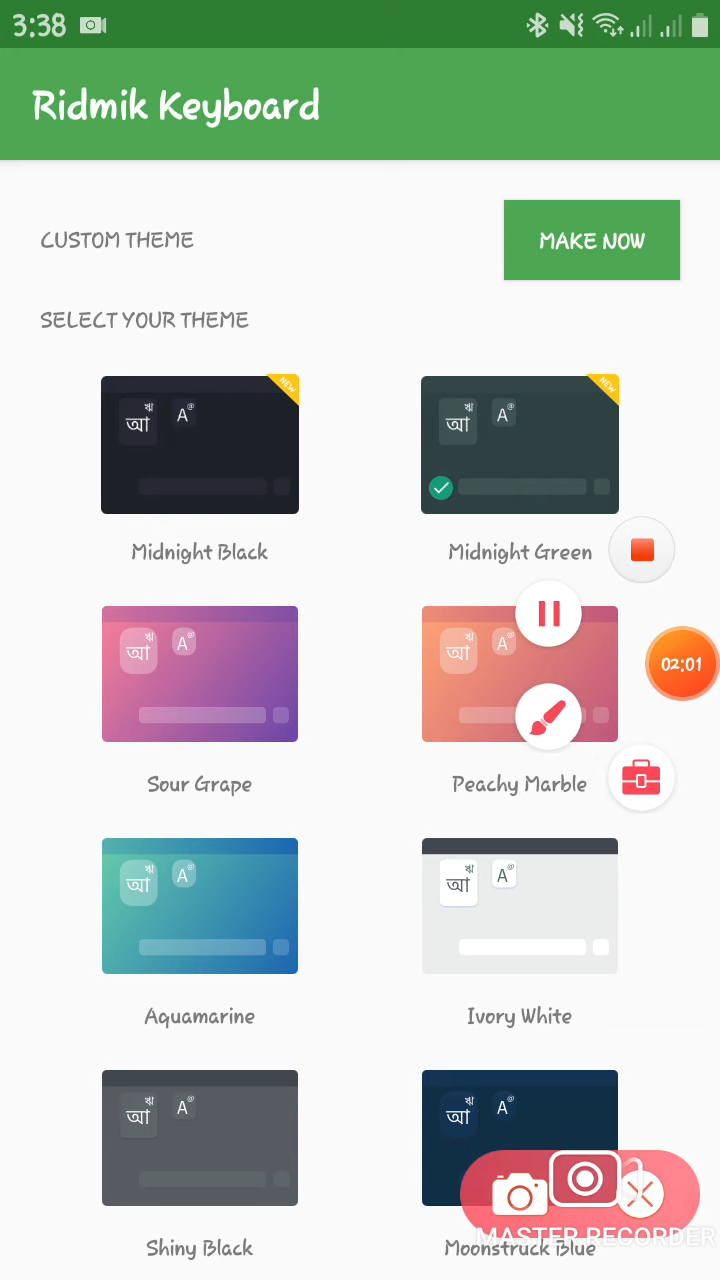 3:38
Ridmik Keyboard
CUSTOM THEME
MAKE NOW
SELECT YOUR THEME
NEW
ঋ
আ
A@
NEW
ঋ
আ
A@
Midnight Black
Midnight Green
ঋ
আ
A@
ঋ
আ
A
02:01
Sour Grape
Peachy Marble
ঋ
আ
A@
ঋ
আ
A@
Aquamarine
Ivory White
ঋ
আ
A@
ঋ
আ
A@
Shiny Black
Moonstruck Blue
MASTER RECORDER